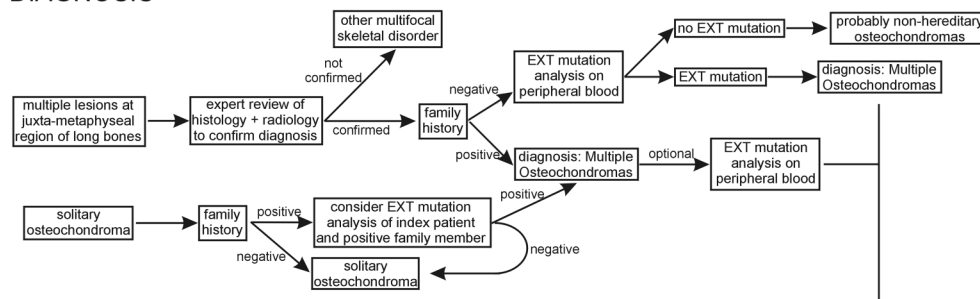 DIAGNOSIS
other multifocal
skeletal disorder
no EXT mutation
probably non-hereditary
osteochondromas
not
confirmed
EXT mutation
analysis on
peripheral blood
EXT mutation
diagnosis: Multiple
Osteochondromas
multiple lesions at
juxta-metaphyseal
region of long bones
expert review of
histology + radiology
to confirm diagnosis
confirmed
family
history
negative
positive
diagnosis: Multiple
Osteochondromas
optional
EXT mutation
analysis on
peripheral blood
solitary
osteochondroma
family
history
positive
consider EXT mutation
analysis of index patient
and positive family member
positive
negative
negative
solitary
osteochondroma